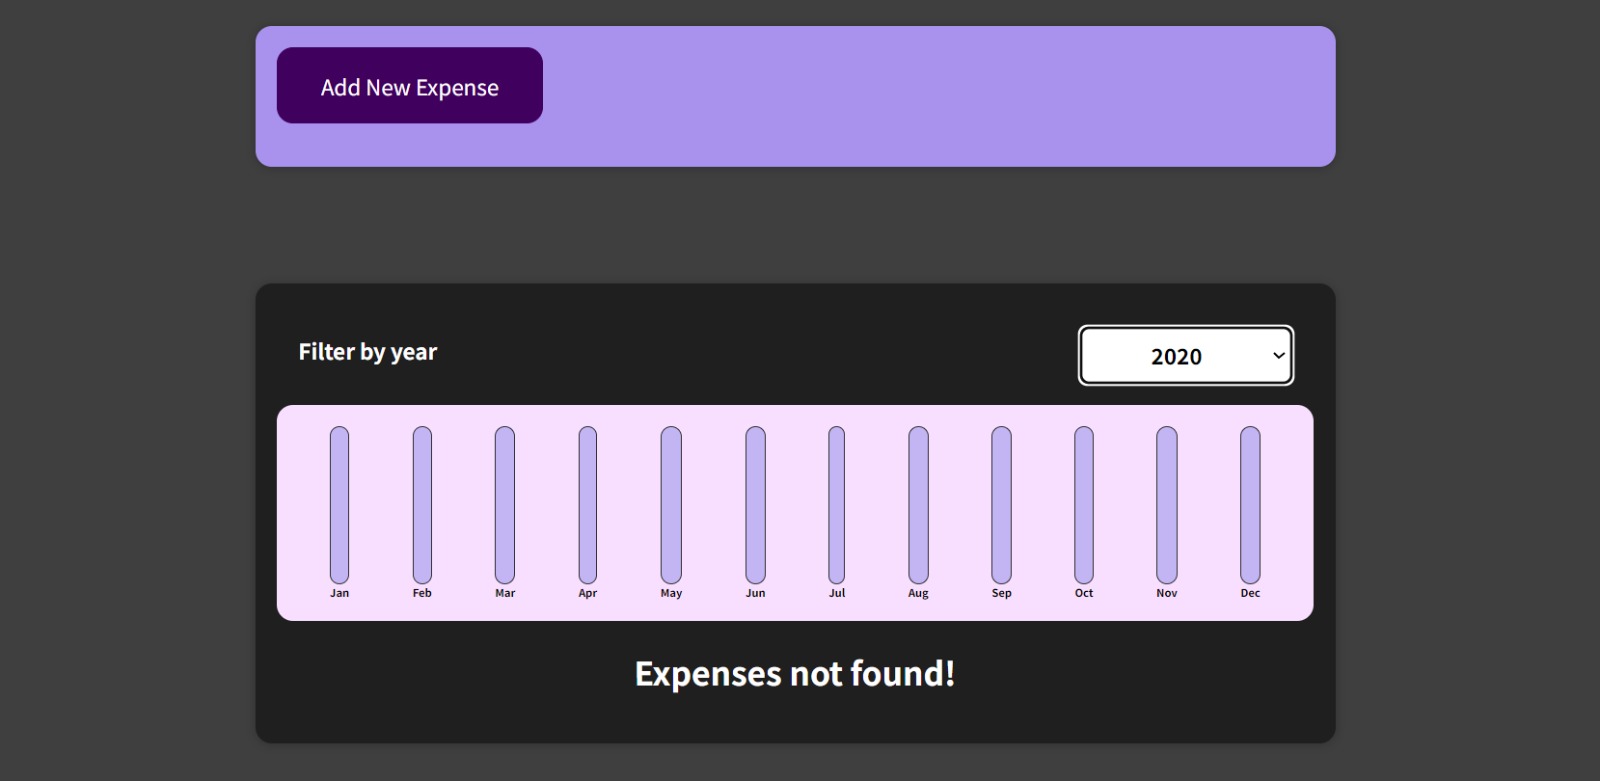 Add New Expense
Filter by year
2020
Jan Feb Mar Apr May Jun Jul Aug Sep Oct Nov Dec
Expenses not found!